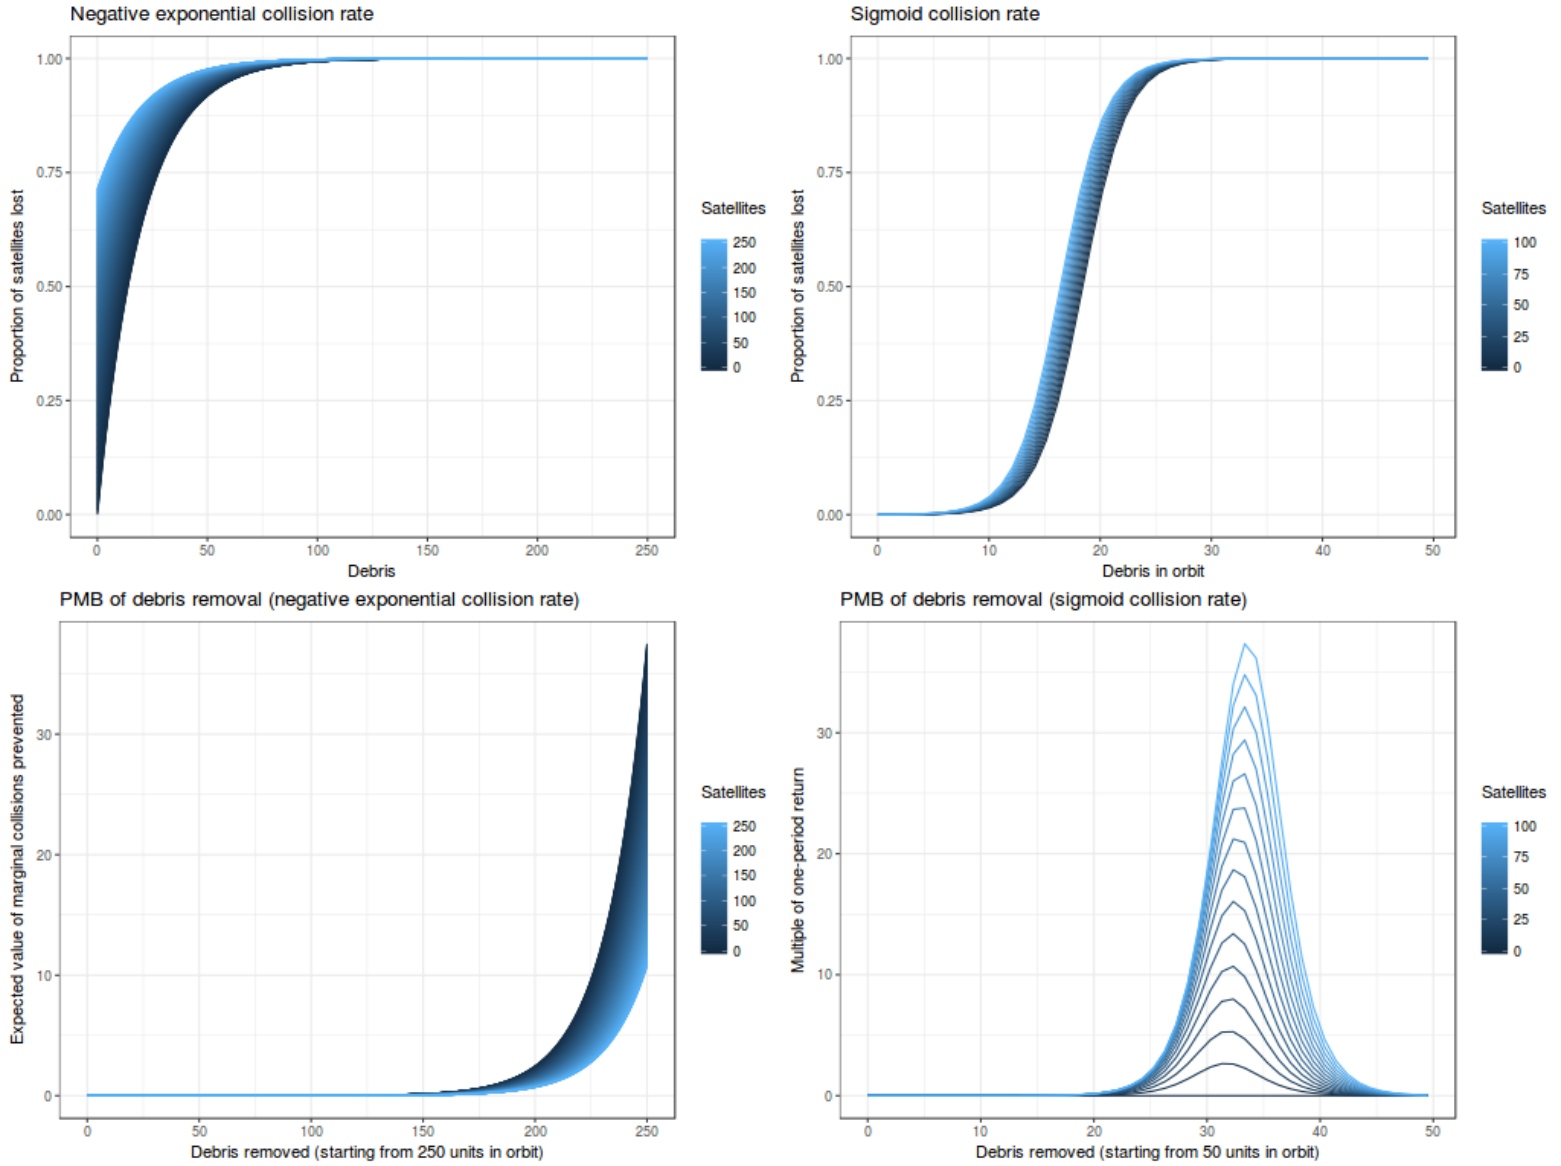 Negative exponential collision rate
Proportion of satellites lost
1.00
0.75
0.50
0.25
0.00
0 50 100 150 200 250
Debris
Satellites
250
200
150
100
50
0
Sigmoid collision rate
Proportion of satellites lost
1.00
0.75
0.50
0.25
0.00
0 10 20 30 40 50
Debris in orbit
Satellites
100
75
50
25
0
PMB of debris removal (negative exponential collision rate)
Expected value of marginal collisions prevented
30
20
10
0
0 50 100 150 200 250
Debris removed (starting from 250 units in orbit)
Satellites
250
200
150
100
50
0
PMB of debris removal (sigmoid collision rate)
Multiple of one-period return
30
20
10
0
0 10 20 30 40 50
Debris removed (starting from 50 units in orbit)
Satellites
100
75
50
25
0